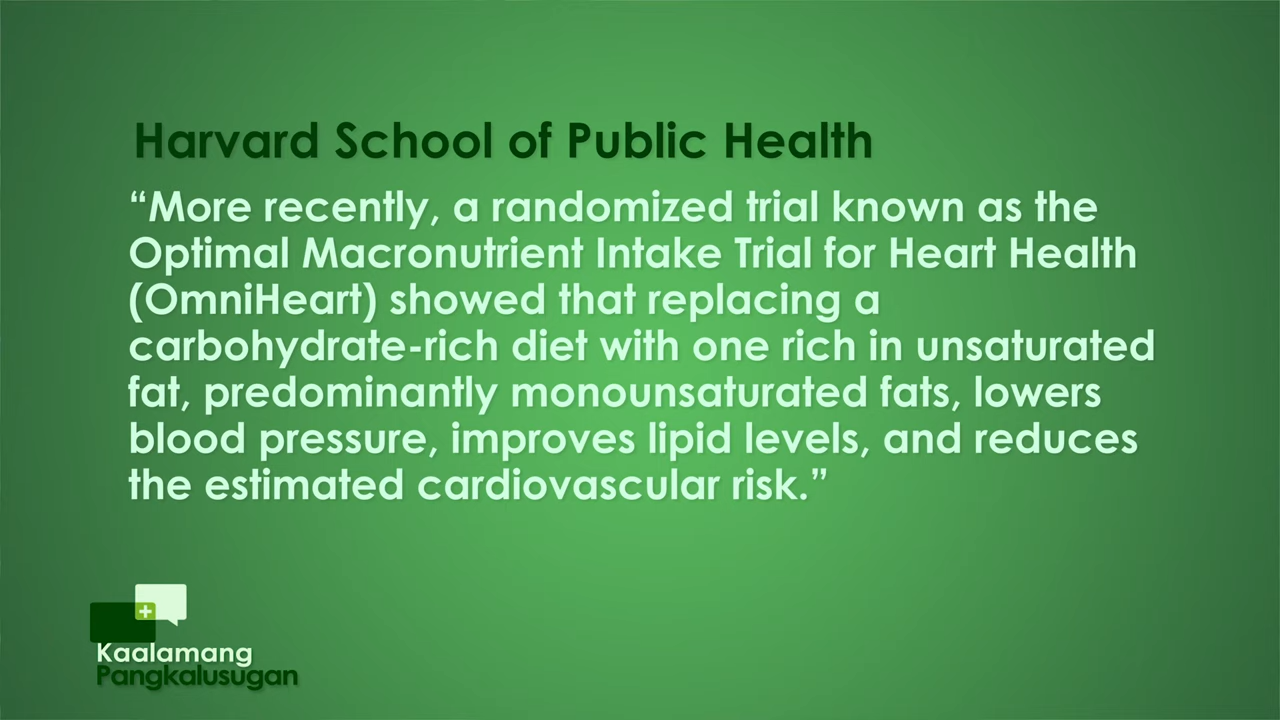 Harvard School of Public Health
“More recently, a randomized trial known as the
Optimal Macronutrient Intake Trial for Heart Health
(OmniHeart) showed that replacing a
carbohydrate-rich diet with one rich in unsaturated
fat, predominantly monounsaturated fats, lowers
blood pressure, improves lipid levels, and reduces
the estimated cardiovascular risk.”
Kaalamang
Pangkalusugan